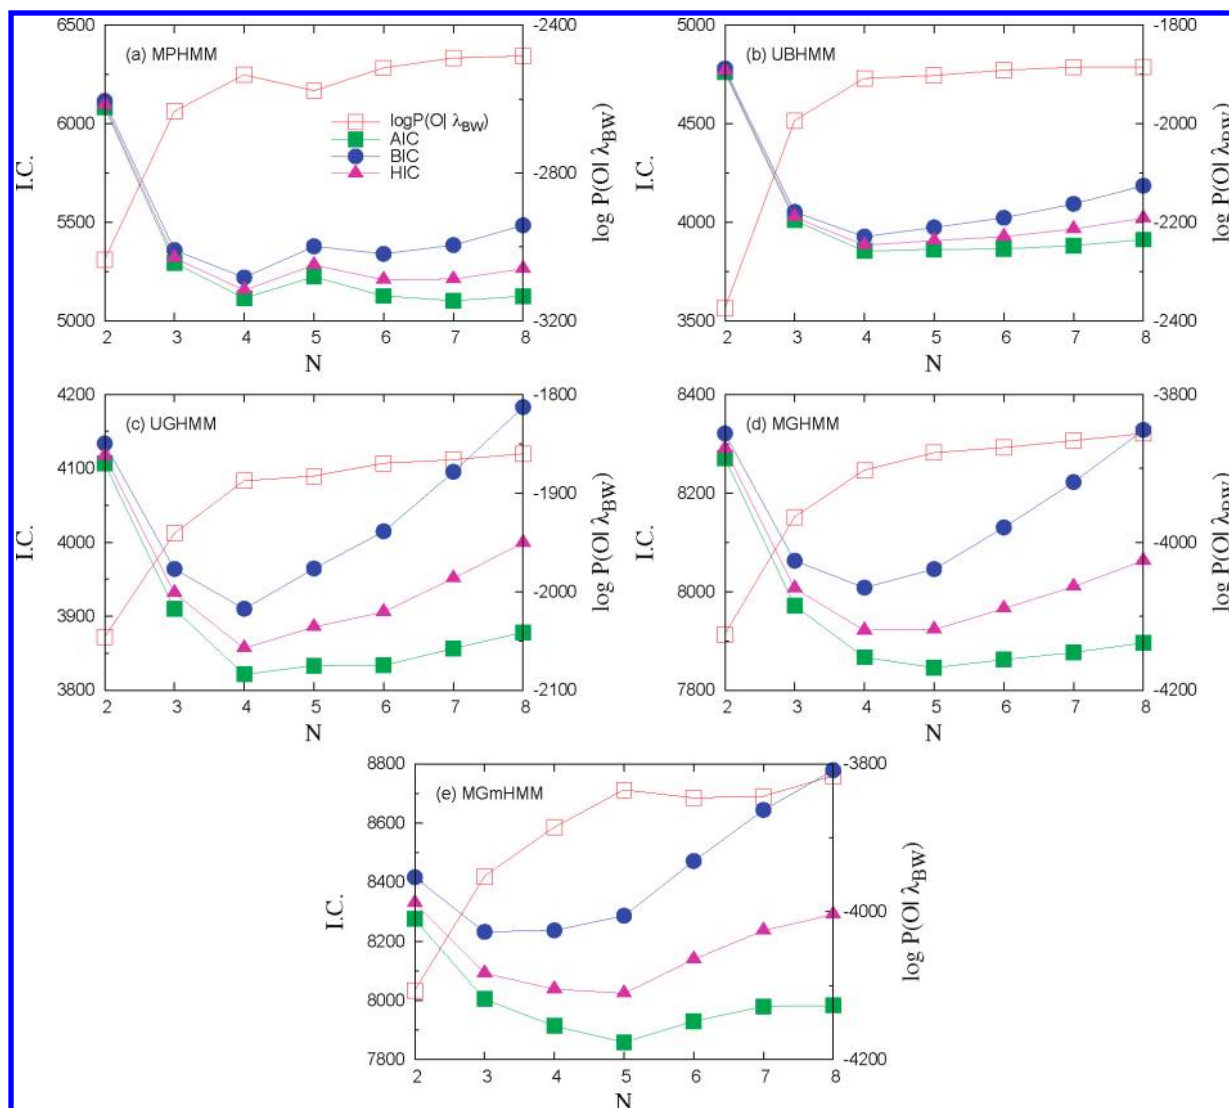 (a) MPHMM
6500
6000
5500
5000
I.C.
-2400
-2800
-3200
log P(O| λBW)
logP(O| λBW)
AIC
BIC
HIC
2 3 4 5 6 7 8
N
(b) UBHMM
5000
4500
4000
3500
I.C.
-1800
-2000
-2200
-2400
log P(O| λBW)
2 3 4 5 6 7 8
N
(c) UGHMM
4200
4100
4000
3900
3800
I.C.
-1800
-1900
-2000
-2100
log P(O| λBW)
2 3 4 5 6 7 8
N
(d) MGHMM
8400
8200
8000
7800
I.C.
-3800
-4000
-4200
log P(O| λBW)
2 3 4 5 6 7 8
N
(e) MGmHMM
8800
8600
8400
8200
8000
7800
I.C.
-3800
-4000
-4200
log P(O| λBW)
2 3 4 5 6 7 8
N